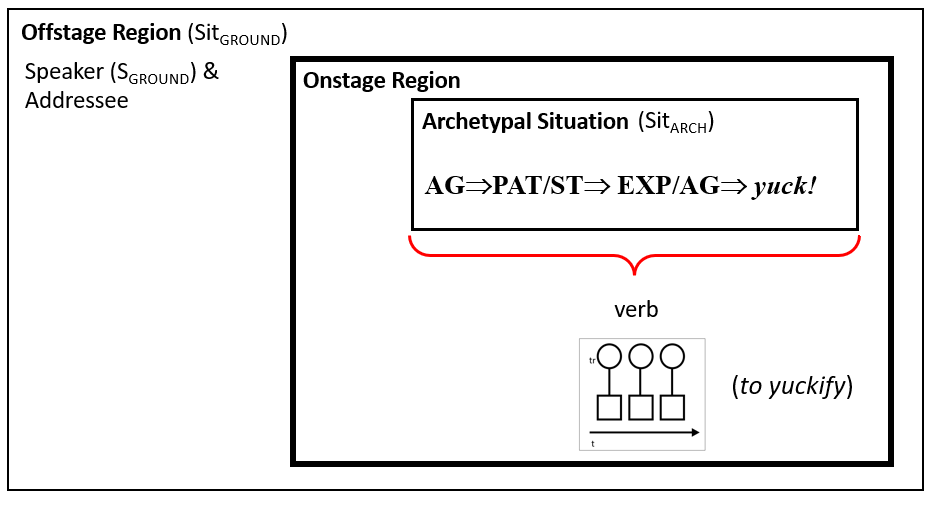 Offstage Region (SitGROUND)
Speaker (SGROUND) &
Addressee
Onstage Region
Archetypal Situation (SitARCH)
AG⇒PAT/ST⇒ EXP/AG⇒ yuck!
verb
tr
(to yuckify)
t